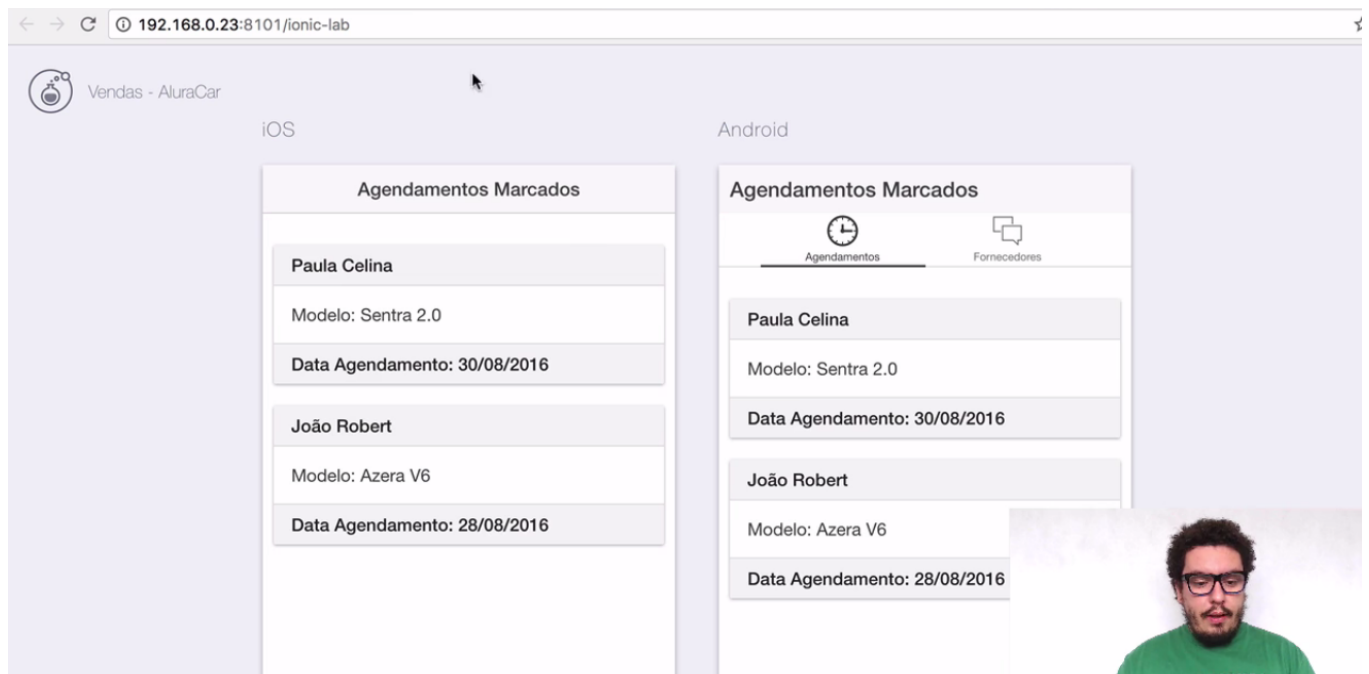 192.168.0.23:8101/ionic-lab
Vendas - AluraCar
iOS
Agendamentos Marcados
Paula Celina
Modelo: Sentra 2.0
Data Agendamento: 30/08/2016
João Robert
Modelo: Azera V6
Data Agendamento: 28/08/2016
Android
Agendamentos Marcados
Agendamentos
Fornecedores
Paula Celina
Modelo: Sentra 2.0
Data Agendamento: 30/08/2016
João Robert
Modelo: Azera V6
Data Agendamento: 28/08/2016